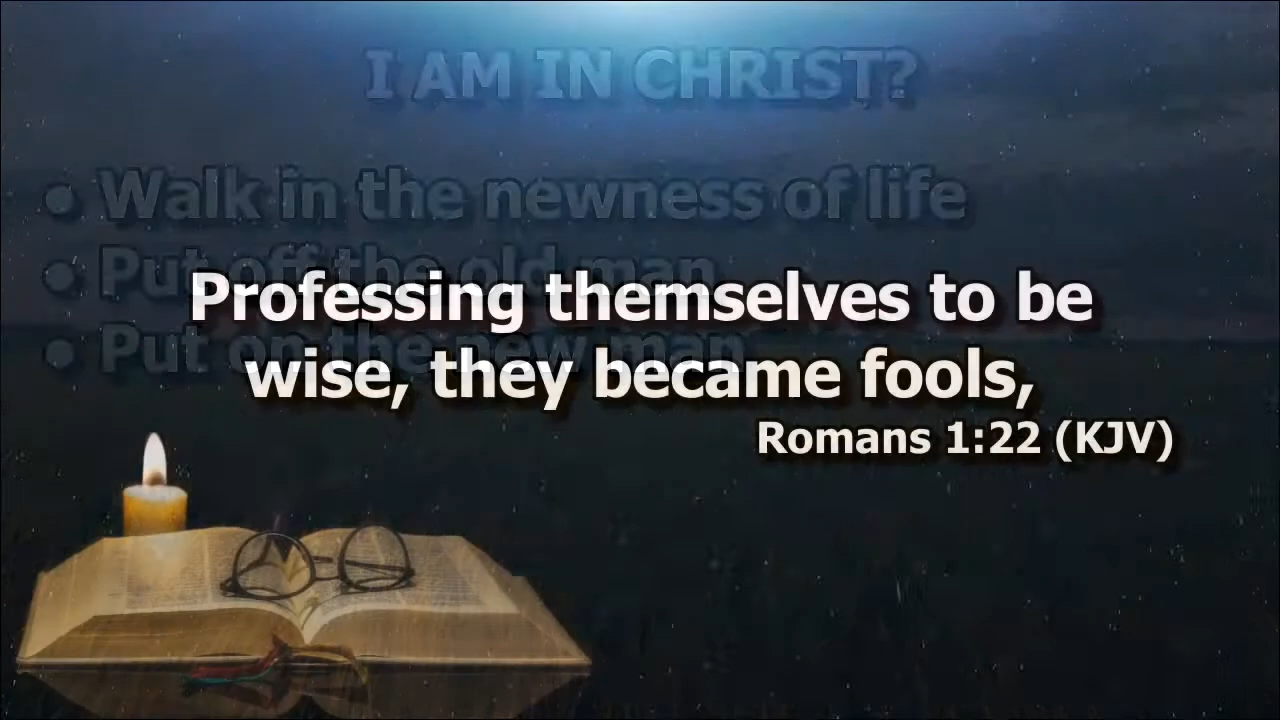 I AM IN CHRIST?
• Walk in the newness of life
• Put off the old man
• Put on the new man
Professing themselves to be
wise, they became fools,
Romans 1:22 (KJV)